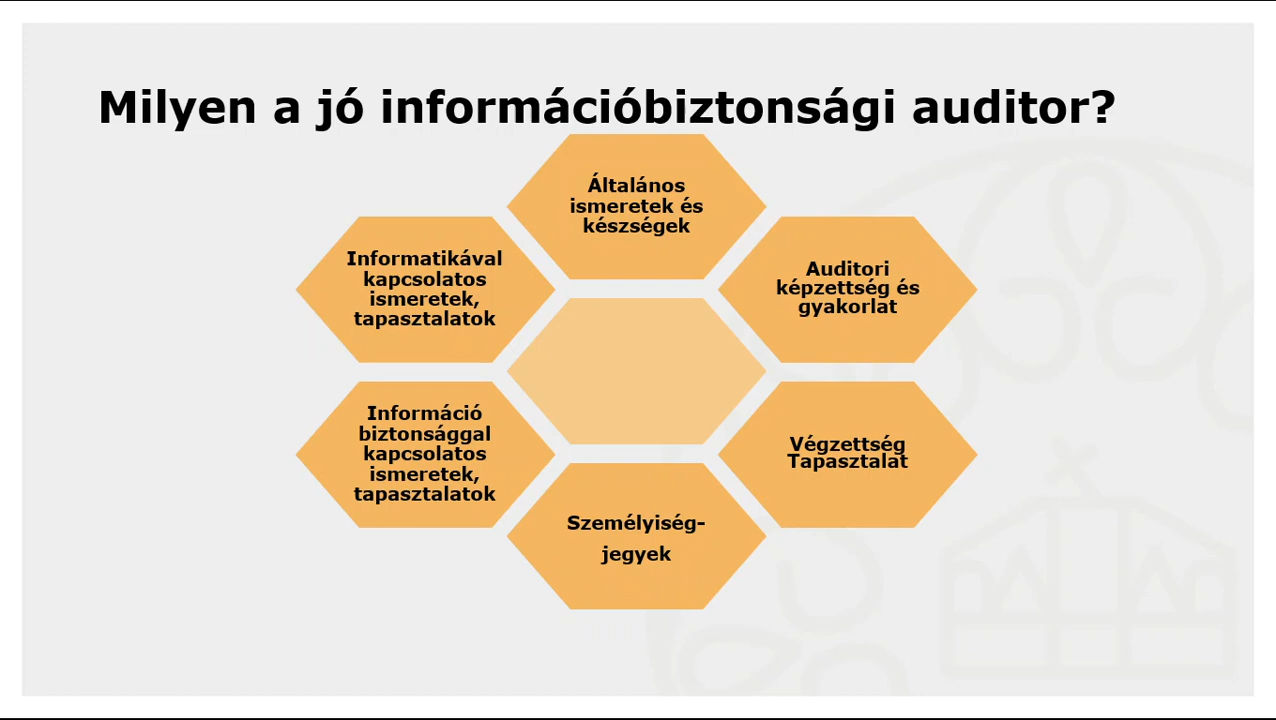 Milyen a jó információbiztonsági auditor?
Általános
ismeretek és
készségek
Informatikával
kapcsolatos
ismeretek,
tapasztalatok
Auditori
képzettség és
gyakorlat
Információ
biztonsággal
kapcsolatos
ismeretek,
tapasztalatok
Végzettség
Tapasztalat
Személyiség-
jegyek